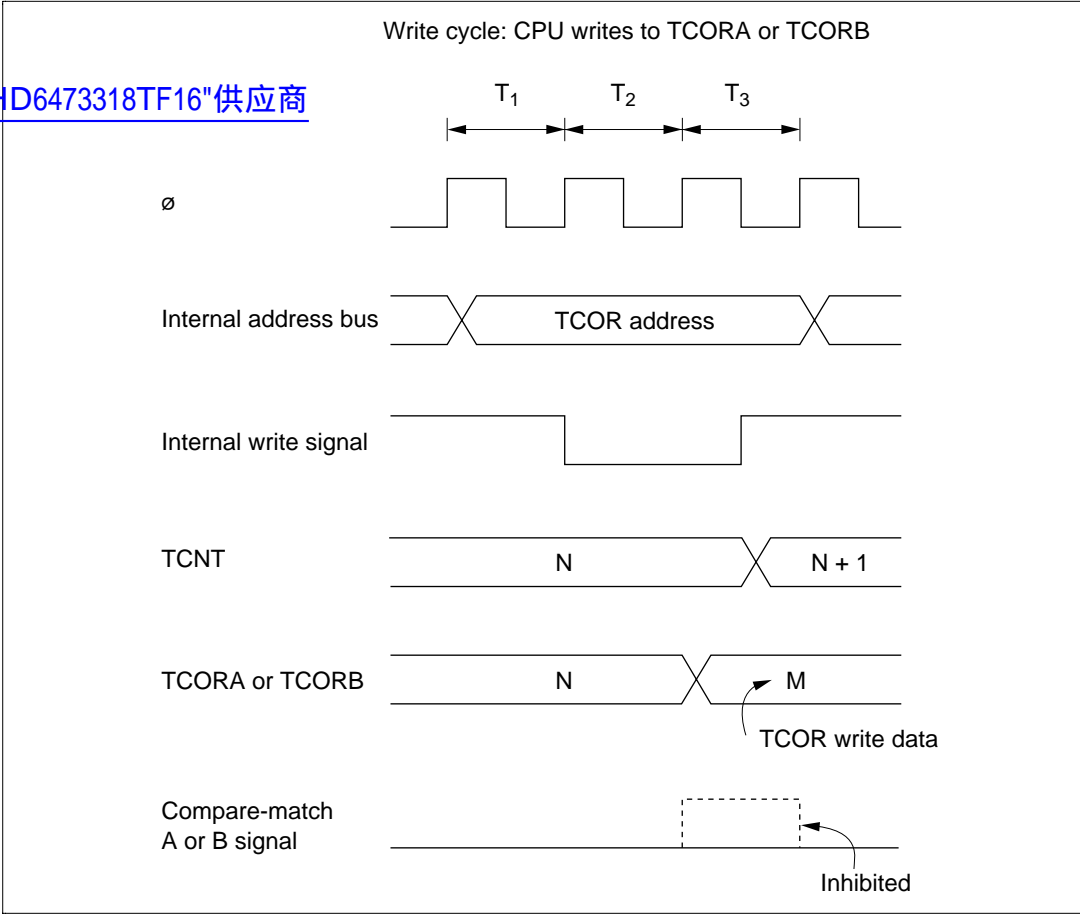 Write cycle: CPU writes to TCORA or TCORB
HD6473318TF16"供应商
T1 T2 T3
ø
Internal address bus
TCOR address
Internal write signal
TCNT
N
N + 1
TCORA or TCORB
N
M
TCOR write data
Compare-match
A or B signal
Inhibited